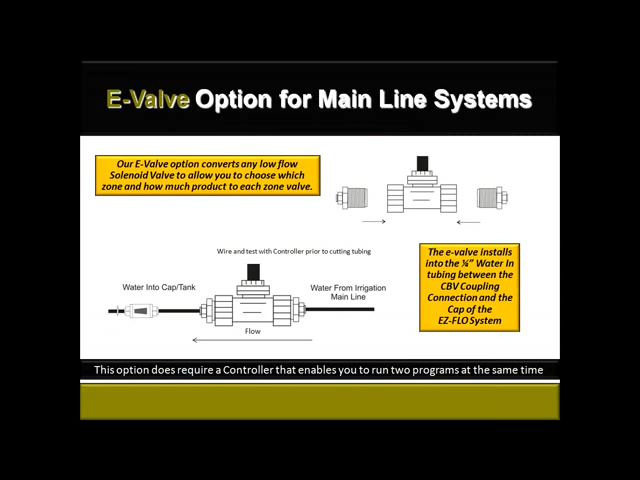 E-Valve Option for Main Line Systems
Our E-Valve option converts any low flow
Solenoid Valve to allow you to choose which
zone and how much product to each zone valve.
Wire and test with Controller prior to cutting tubing
Water Into Cap/Tank
Water From Irrigation
Main Line
Flow
The e-valve installs
into the ¼” Water In
tubing between the
CBV Coupling
Connection and the
Cap of the
EZ-FLO System
This option does require a Controller that enables you to run two programs at the same time